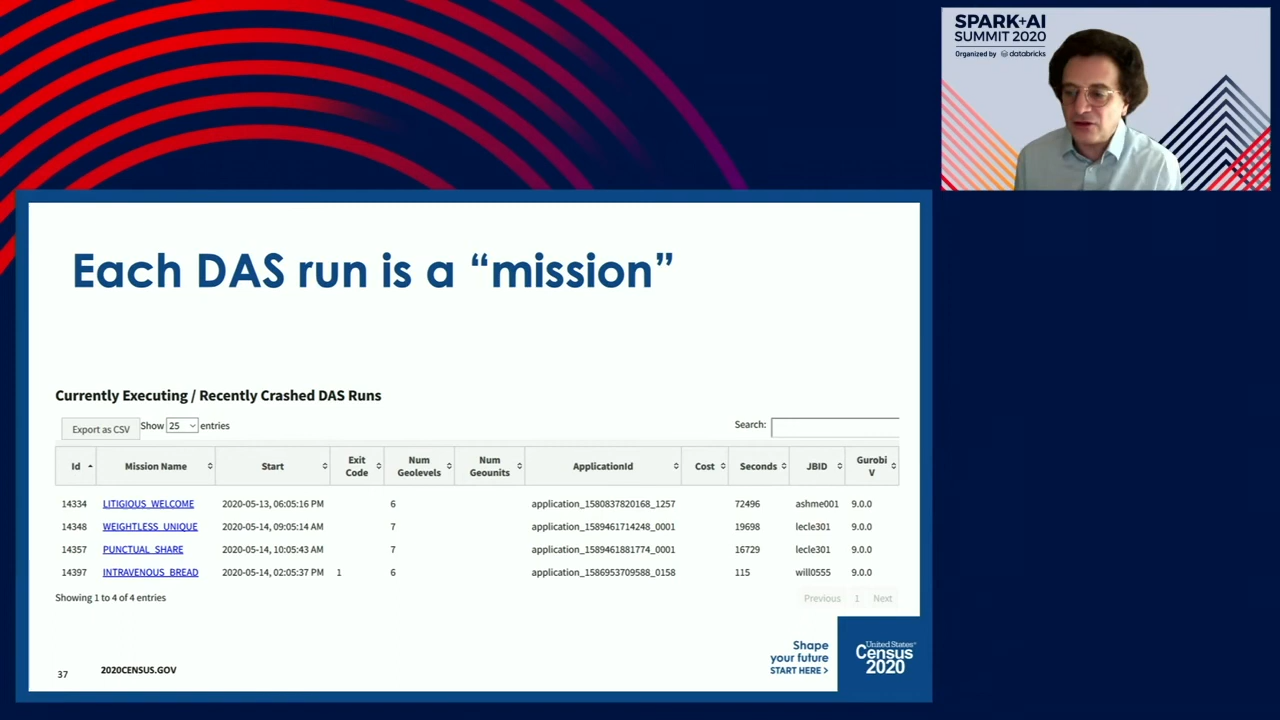 SPARK+AI
SUMMIT 2020
Organized by databricks
Each DAS run is a “mission”
Currently Executing / Recently Crashed DAS Runs
Export as CSV Show 25 entries Search:
Id Mission Name Start Exit Code Num Geolevels Num Geounits ApplicationId Cost Seconds JBID Gurobi V
14334 LITIGIOUS_WELCOME 2020-05-13, 06:05:16 PM 6 application_1580837820168_1257 72496 ashme001 9.0.0
14348 WEIGHTLESS_UNIQUE 2020-05-14, 09:05:14 AM 7 application_1589461714248_0001 19698 lecle301 9.0.0
14357 PUNCTUAL_SHARE 2020-05-14, 10:05:43 AM 7 application_1589461881774_0001 16729 lecle301 9.0.0
14397 INTRAVENOUS_BREAD 2020-05-14, 02:05:37 PM 1 6 application_1586953709588_0158 115 will0555 9.0.0
Showing 1 to 4 of 4 entries Previous 1 Next
Shape
your future
START HERE >
United States®
Census
2020
37 2020CENSUS.GOV